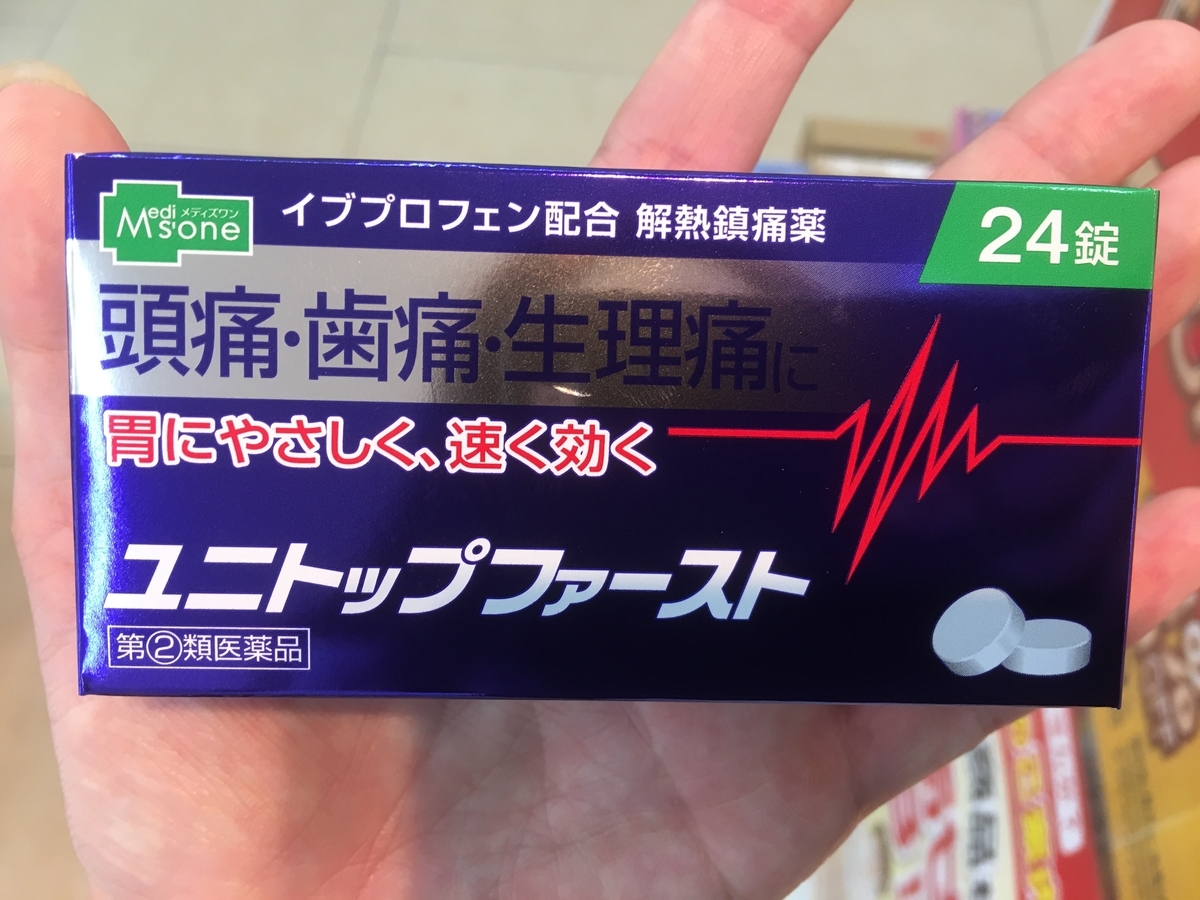 Medi メディズワン
M's one
イブプロフェン配合 解熱鎮痛薬
24錠
頭痛・歯痛・生理痛に
胃にやさしく、速く効く
ユニトップファースト
第②類医薬品